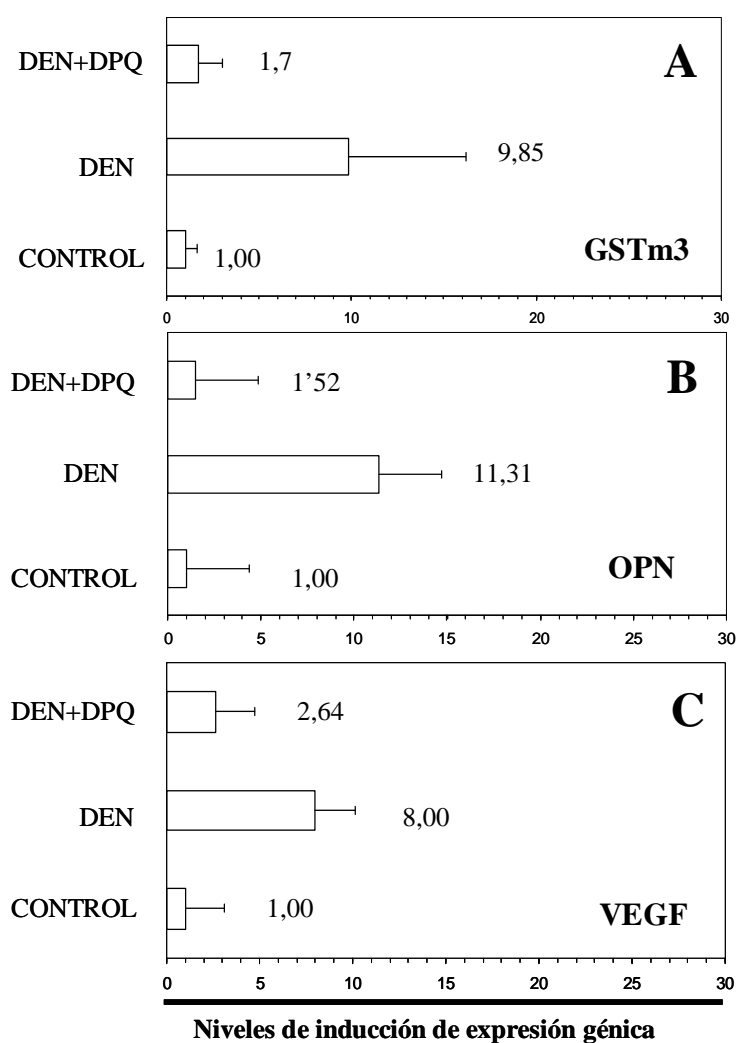 DEN+DPQ 1,7 A
DEN 9,85
CONTROL 1,00 GSTm3
0 10 20 30
DEN+DPQ 1’52 B
DEN 11,31
CONTROL 1,00 OPN
0 5 10 15 20 25 30
DEN+DPQ 2,64 C
DEN 8,00
CONTROL 1,00 VEGF
0 5 10 15 20 25 30
Niveles de inducción de expresión génica